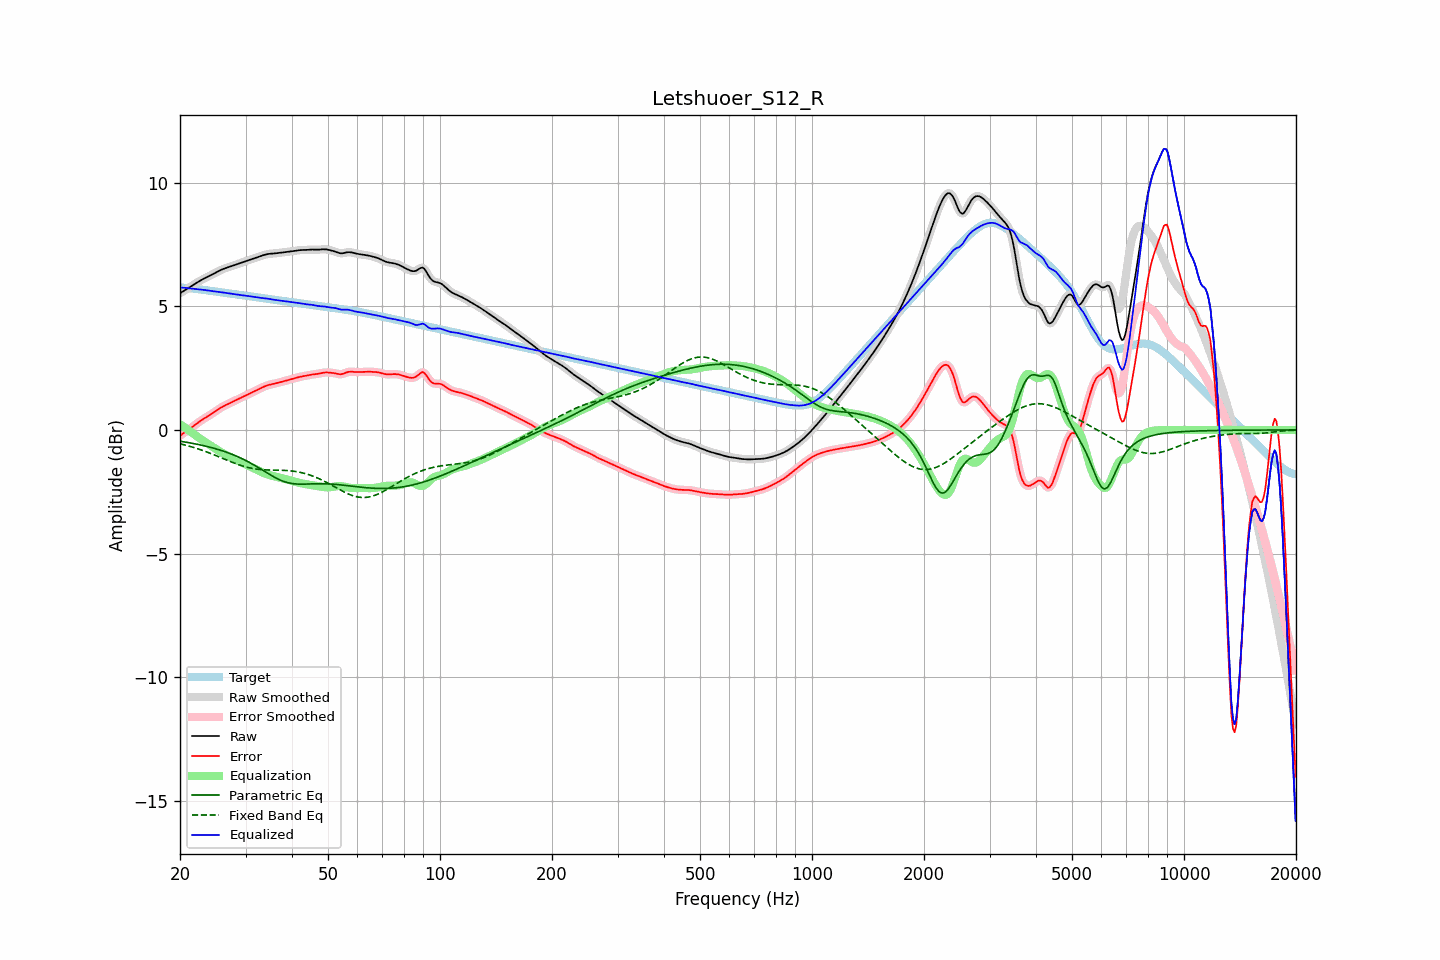 Letshuoer_S12_R
Amplitude (dBr)
10
5
0
−5
−10
−15
Target
Raw Smoothed
Error Smoothed
Raw
Error
Equalization
Parametric Eq
Fixed Band Eq
Equalized
20 50 100 200 500 1000 2000 5000 10000 20000
Frequency (Hz)